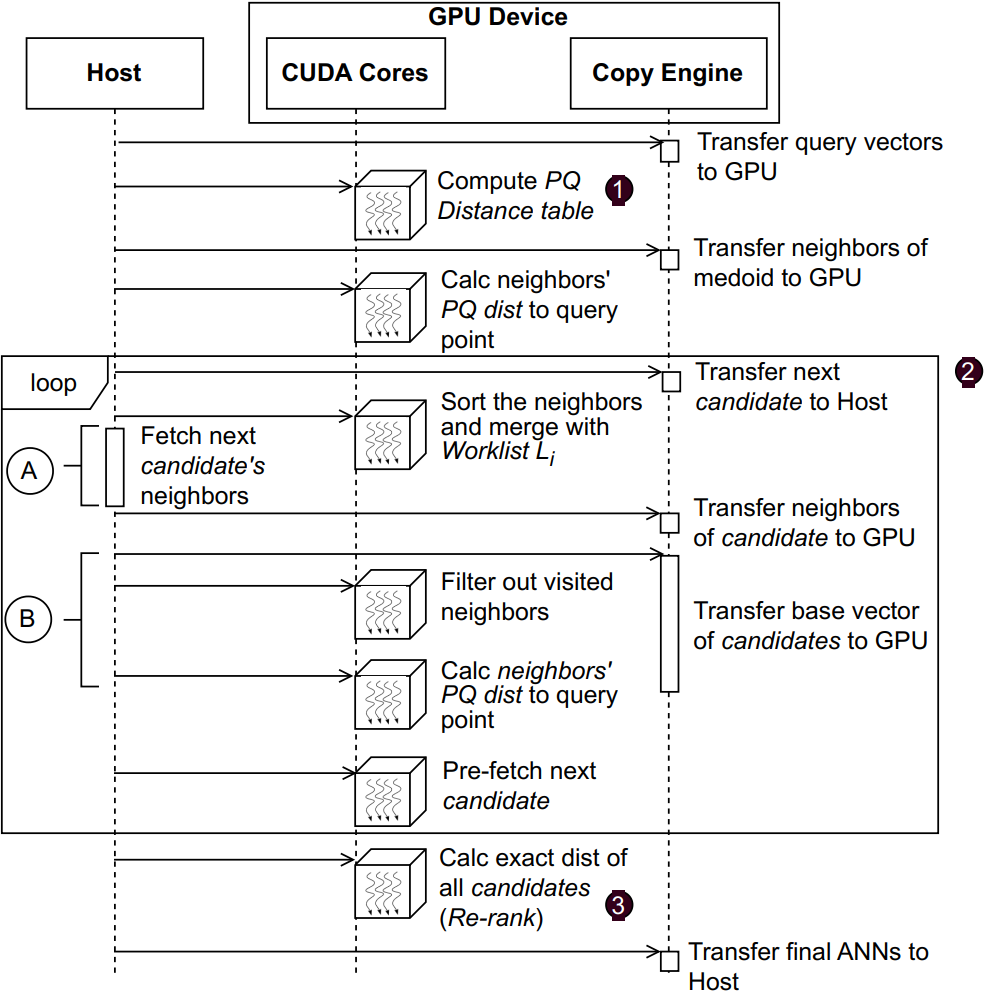 GPU Device
Host
CUDA Cores
Copy Engine
Transfer query vectors
to GPU
Compute PQ
Distance table
1
Transfer neighbors of
medoid to GPU
Calc neighbors'
PQ dist to query
point
loop
Transfer next
candidate to Host
2
Sort the neighbors
and merge with
Worklist Li
A
Fetch next
candidate's
neighbors
Transfer neighbors
of candidate to GPU
B
Filter out visited
neighbors
Transfer base vector
of candidates to GPU
Calc neighbors'
PQ dist to query
point
Pre-fetch next
candidate
Calc exact dist of
all candidates
(Re-rank)
3
Transfer final ANNs to
Host